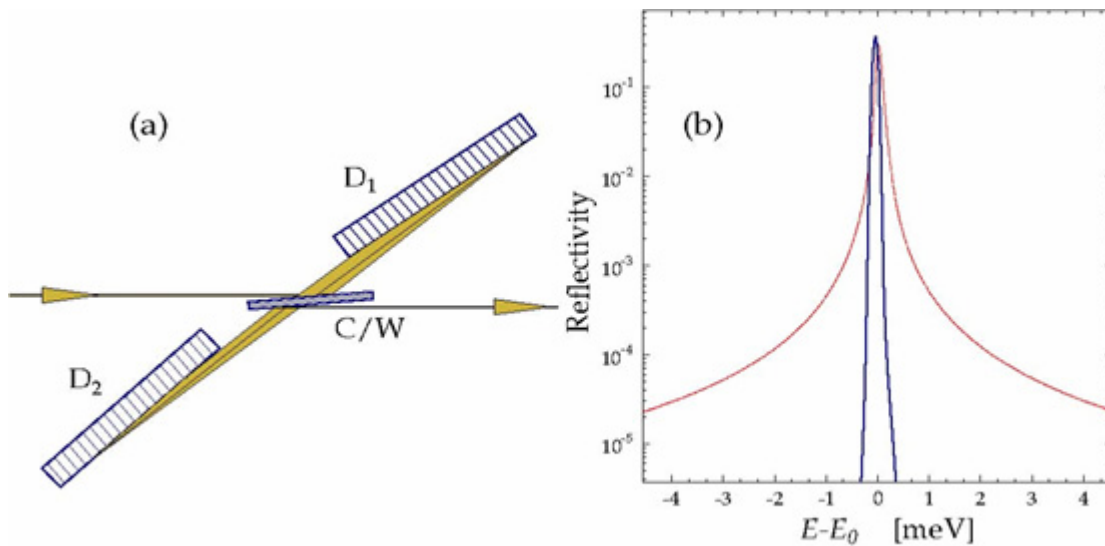 (a)
D₁
C/W
D₂
(b)
Reflectivity
10⁻¹
10⁻²
10⁻³
10⁻⁴
10⁻⁵
-4 -3 -2 -1 0 1 2 3 4
E-E₀ [meV]